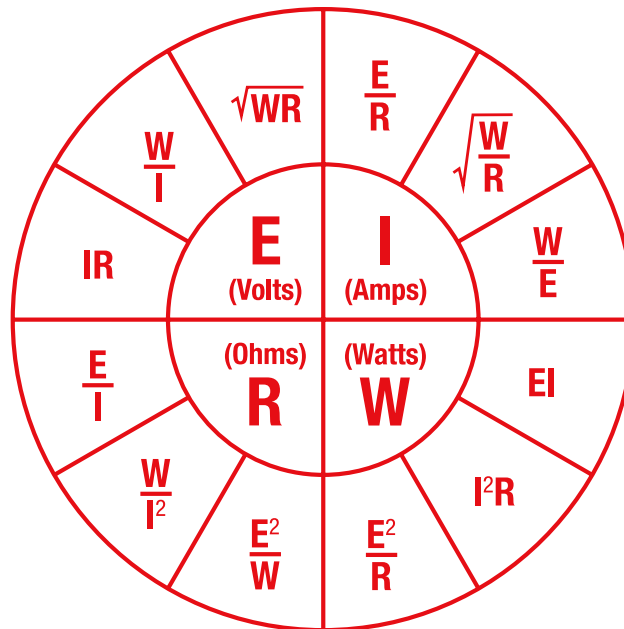 √WR
E/R
W/I
√W/R
IR
W/E
E
(Volts)
I
(Amps)
E/I
(Ohms)
R
(Watts)
W
EI
W/I²
I²R
E²/W
E²/R